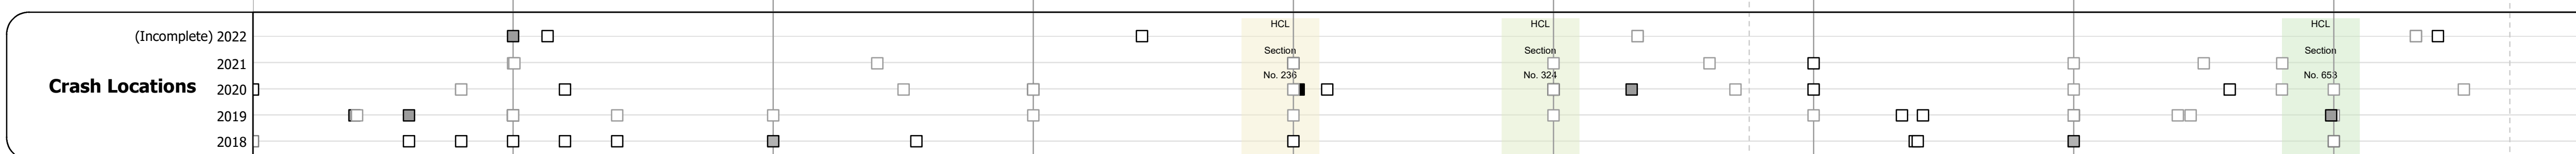 HCL HCL HCL
(Incomplete) 2022
Section Section Section
2021
No. 236 No. 324 No. 653
Crash Locations
2020
2019
2018